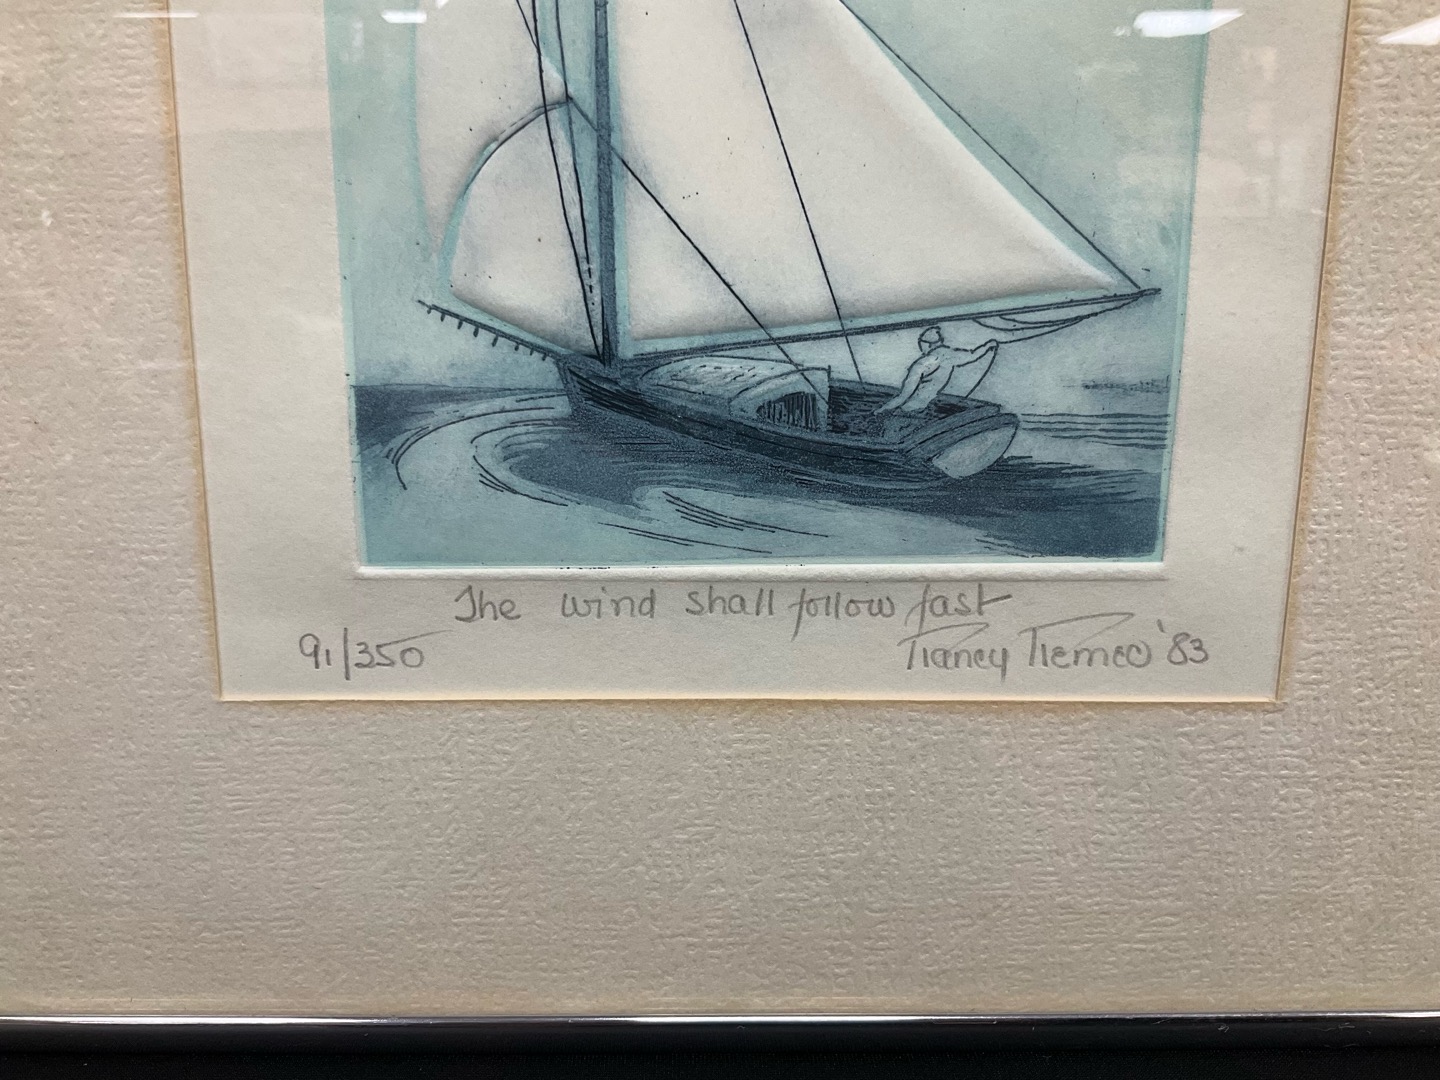 The wind shall follow fast
91/350 Nancy Nemec '83